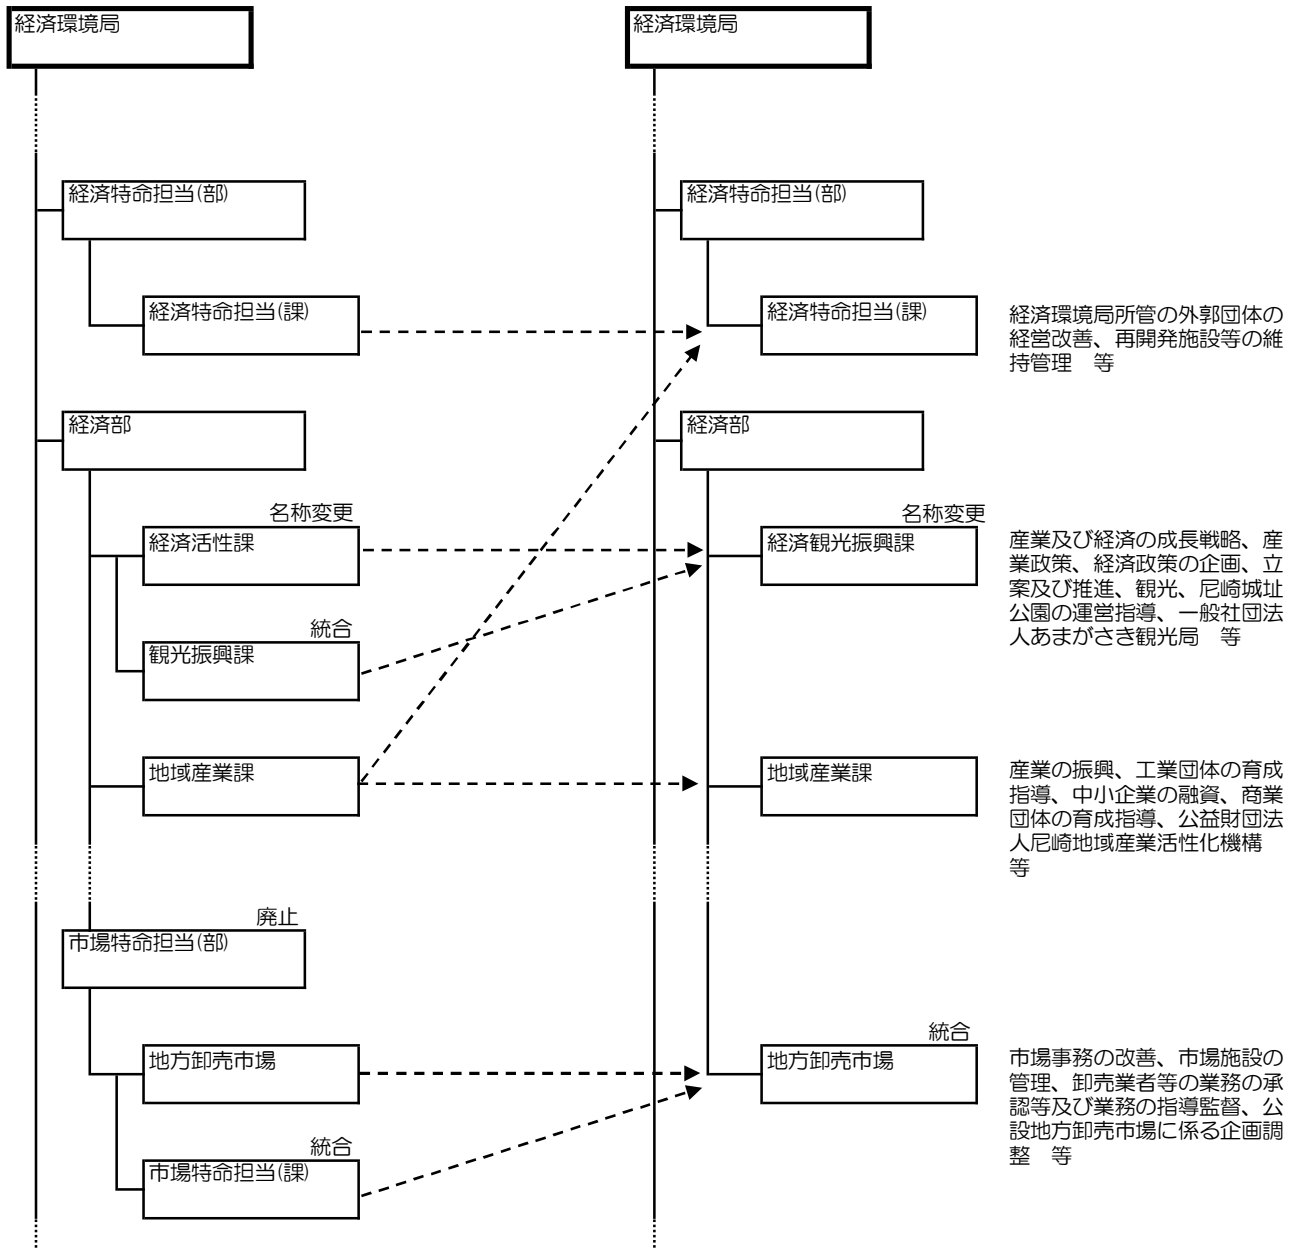 経済環境局
経済環境局
経済特命担当(部)
経済特命担当(部)
経済特命担当(課)
経済特命担当(課)
経済環境局所管の外郭団体の
経営改善、再開発施設等の維
持管理　等
経済部
経済部
名称変更
経済活性課
名称変更
経済観光振興課
産業及び経済の成長戦略、産
業政策、経済政策の企画、立
案及び推進、観光、尼崎城址
公園の運営指導、一般社団法
人あまがさき観光局　等
統合
観光振興課
地域産業課
地域産業課
産業の振興、工業団体の育成
指導、中小企業の融資、商業
団体の育成指導、公益財団法
人尼崎地域産業活性化機構
等
廃止
市場特命担当(部)
地方卸売市場
統合
地方卸売市場
市場事務の改善、市場施設の
管理、卸売業者等の業務の承
認等及び業務の指導監督、公
設地方卸売市場に係る企画調
整　等
統合
市場特命担当(課)